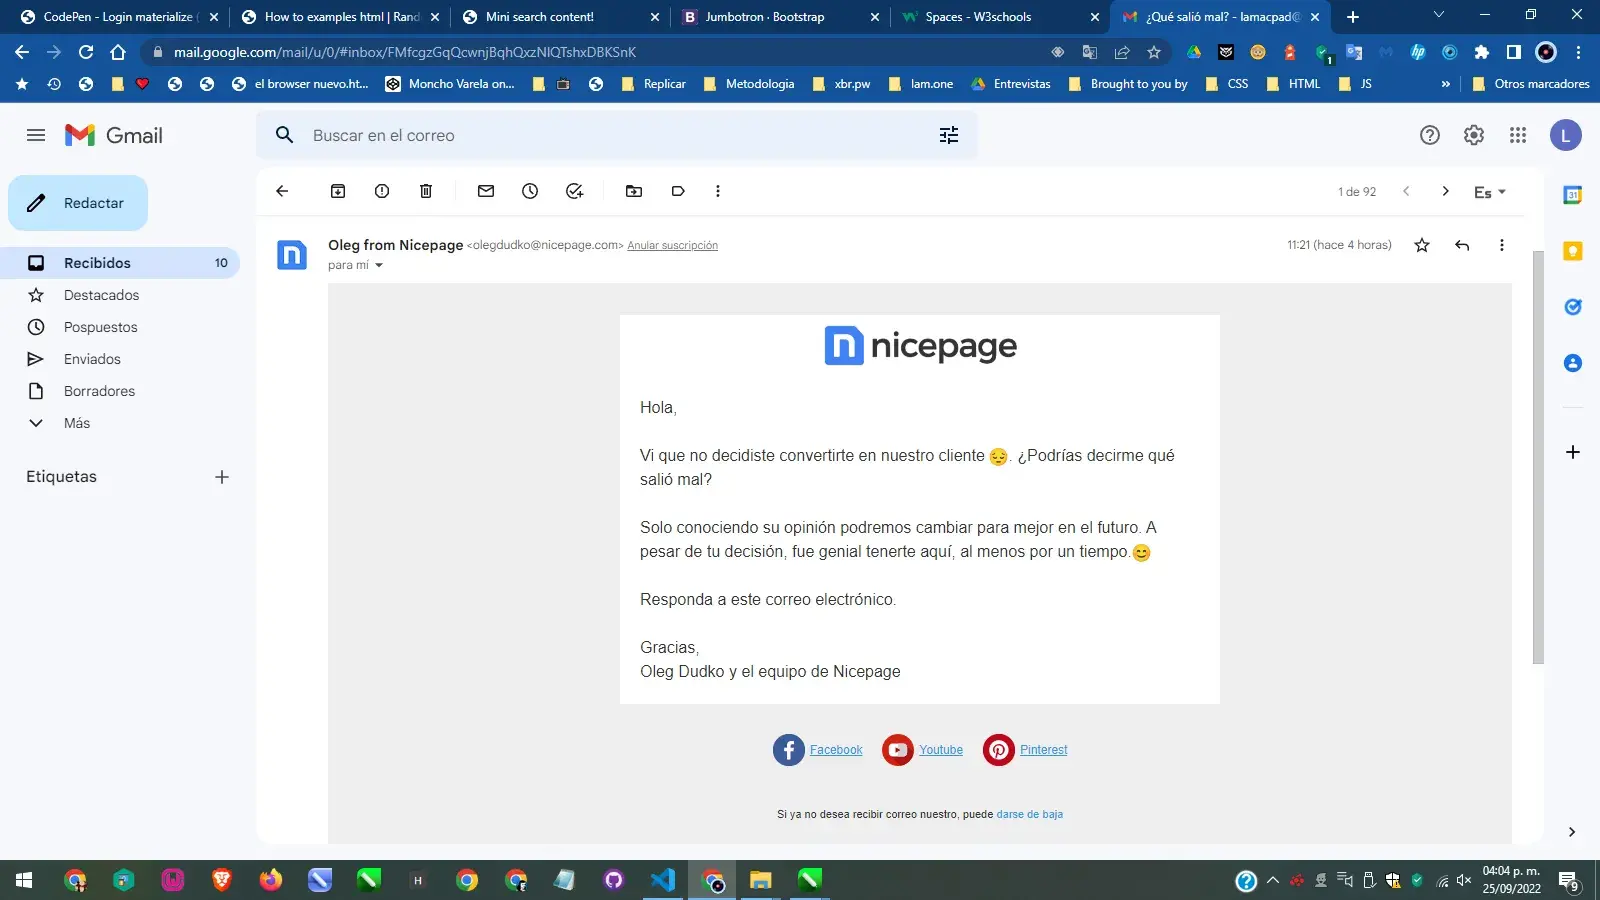 CodePen - Login materialize (
How to examples html | Rand
Mini search content!
Jumbotron · Bootstrap
Spaces - W3schools
¿Qué salió mal? - lamacpad@
mail.google.com/mail/u/0/#inbox/FMfcgzGqQcwnjBqhQxzNlQTshxDBKSnK
el browser nuevo.ht...
Moncho Varela on...
Replicar
Metodologia
xbr.pw
lam.one
Entrevistas
Brought to you by
CSS
HTML
JS
»
Otros marcadores
Gmail
Buscar en el correo
L
Redactar
1 de 92
Es
Recibidos 10
Destacados
Pospuestos
Enviados
Borradores
Más
Etiquetas
Oleg from Nicepage <olegdudko@nicepage.com> Anular suscripción
11:21 (hace 4 horas)
para mí
nicepage
Hola,
Vi que no decidiste convertirte en nuestro cliente 😔. ¿Podrías decirme qué
salió mal?
Solo conociendo su opinión podremos cambiar para mejor en el futuro. A
pesar de tu decisión, fue genial tenerte aquí, al menos por un tiempo.😊
Responda a este correo electrónico.
Gracias,
Oleg Dudko y el equipo de Nicepage
Facebook
Youtube
Pinterest
Si ya no desea recibir correo nuestro, puede darse de baja
04:04 p. m.
25/09/2022
9